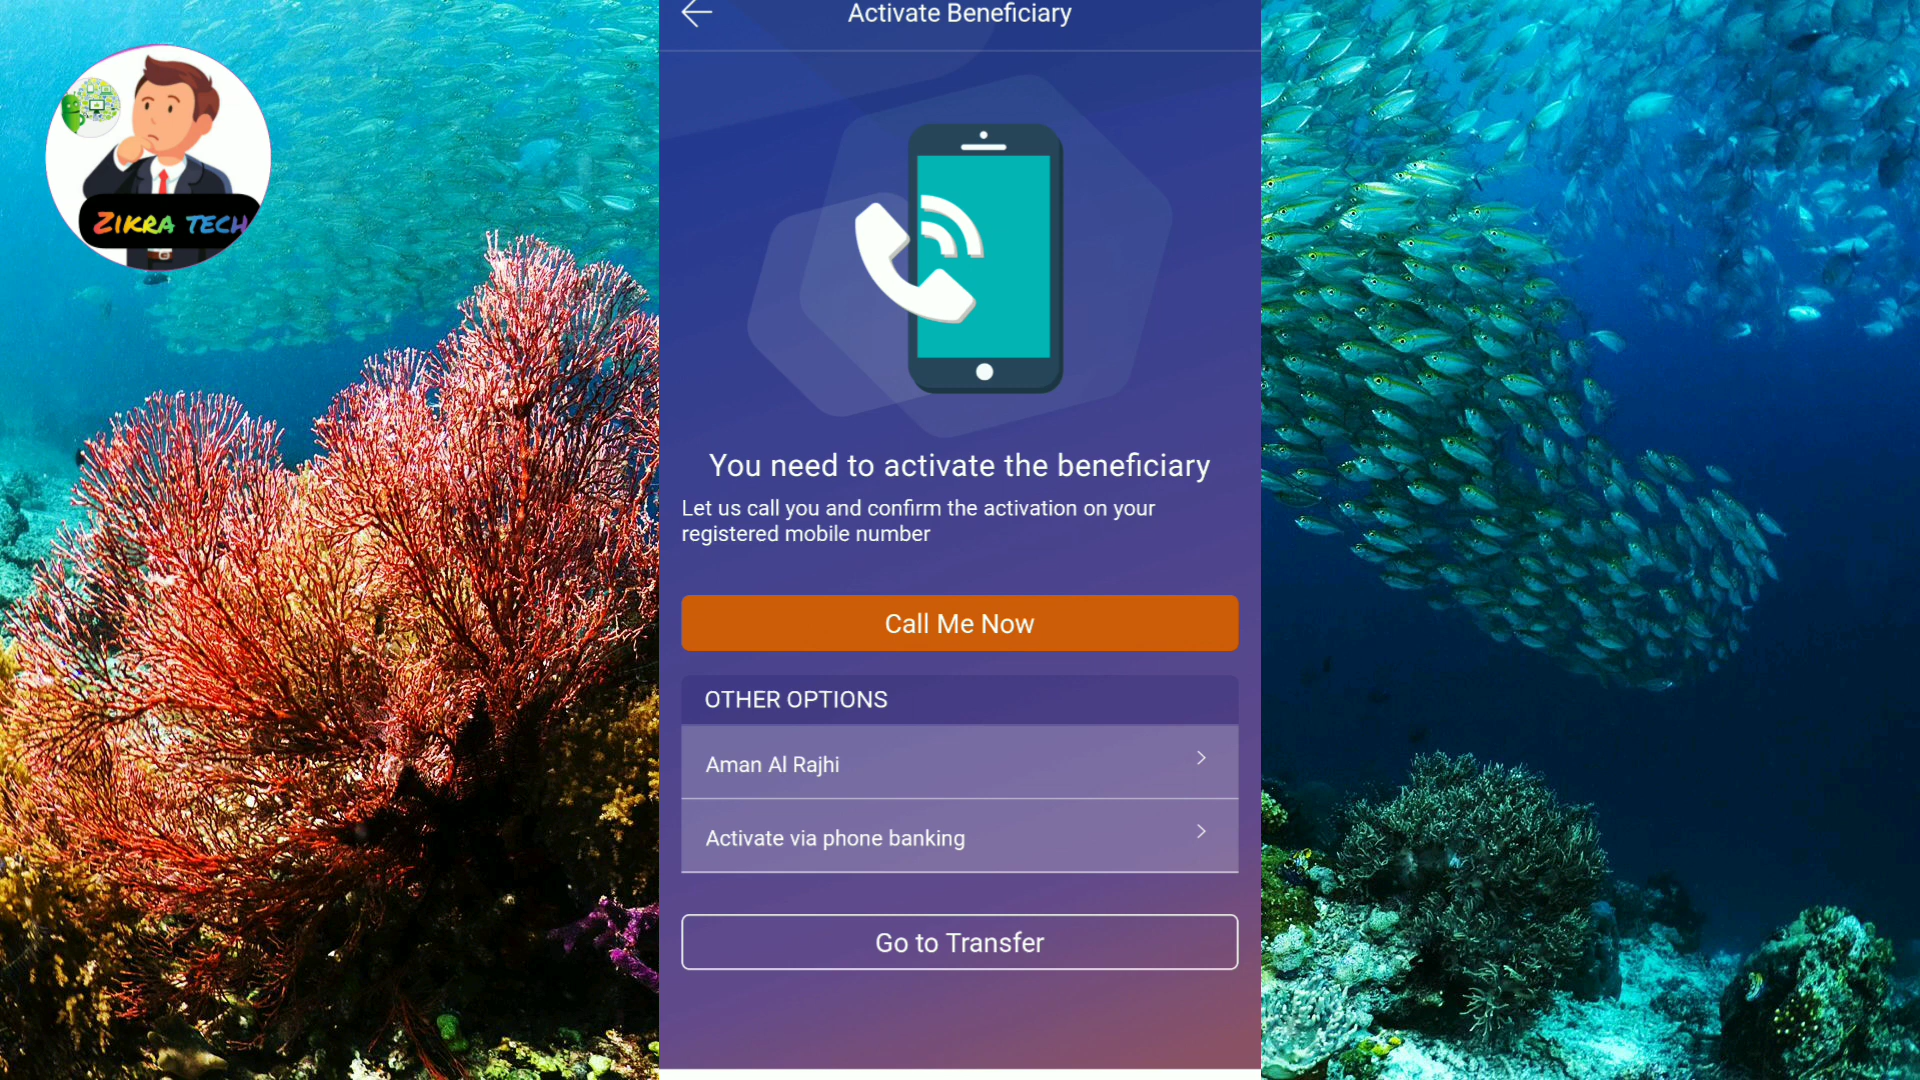 Activate Beneficiary
ZIKRA TECH
You need to activate the beneficiary
Let us call you and confirm the activation on your
registered mobile number
Call Me Now
OTHER OPTIONS
Aman Al Rajhi
Activate via phone banking
Go to Transfer